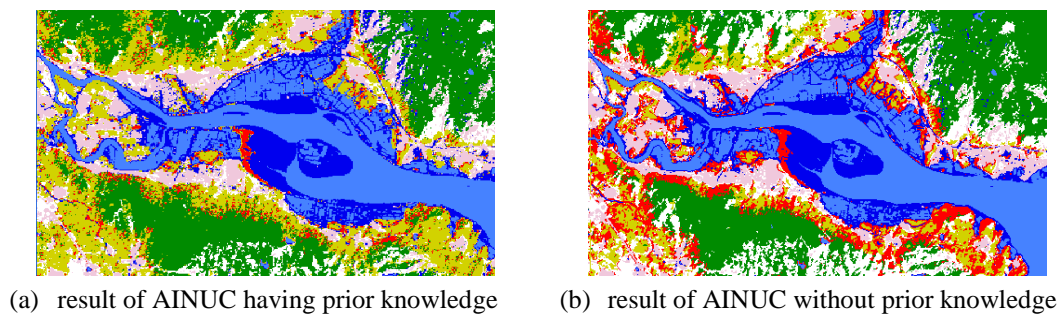 (a) result of AINUC having prior knowledge
(b) result of AINUC without prior knowledge